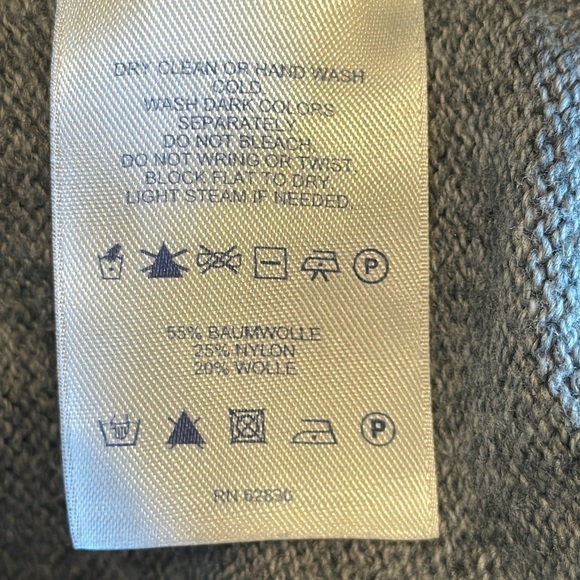 DRY CLEAN OR HAND WASH
COLD.
WASH DARK COLORS
SEPARATELY.
DO NOT BLEACH.
DO NOT WRING OR TWIST.
BLOCK FLAT TO DRY.
LIGHT STEAM IF NEEDED.
P
55% BAUMWOLLE
25% NYLON
20% WOLLE
P
RN 62830